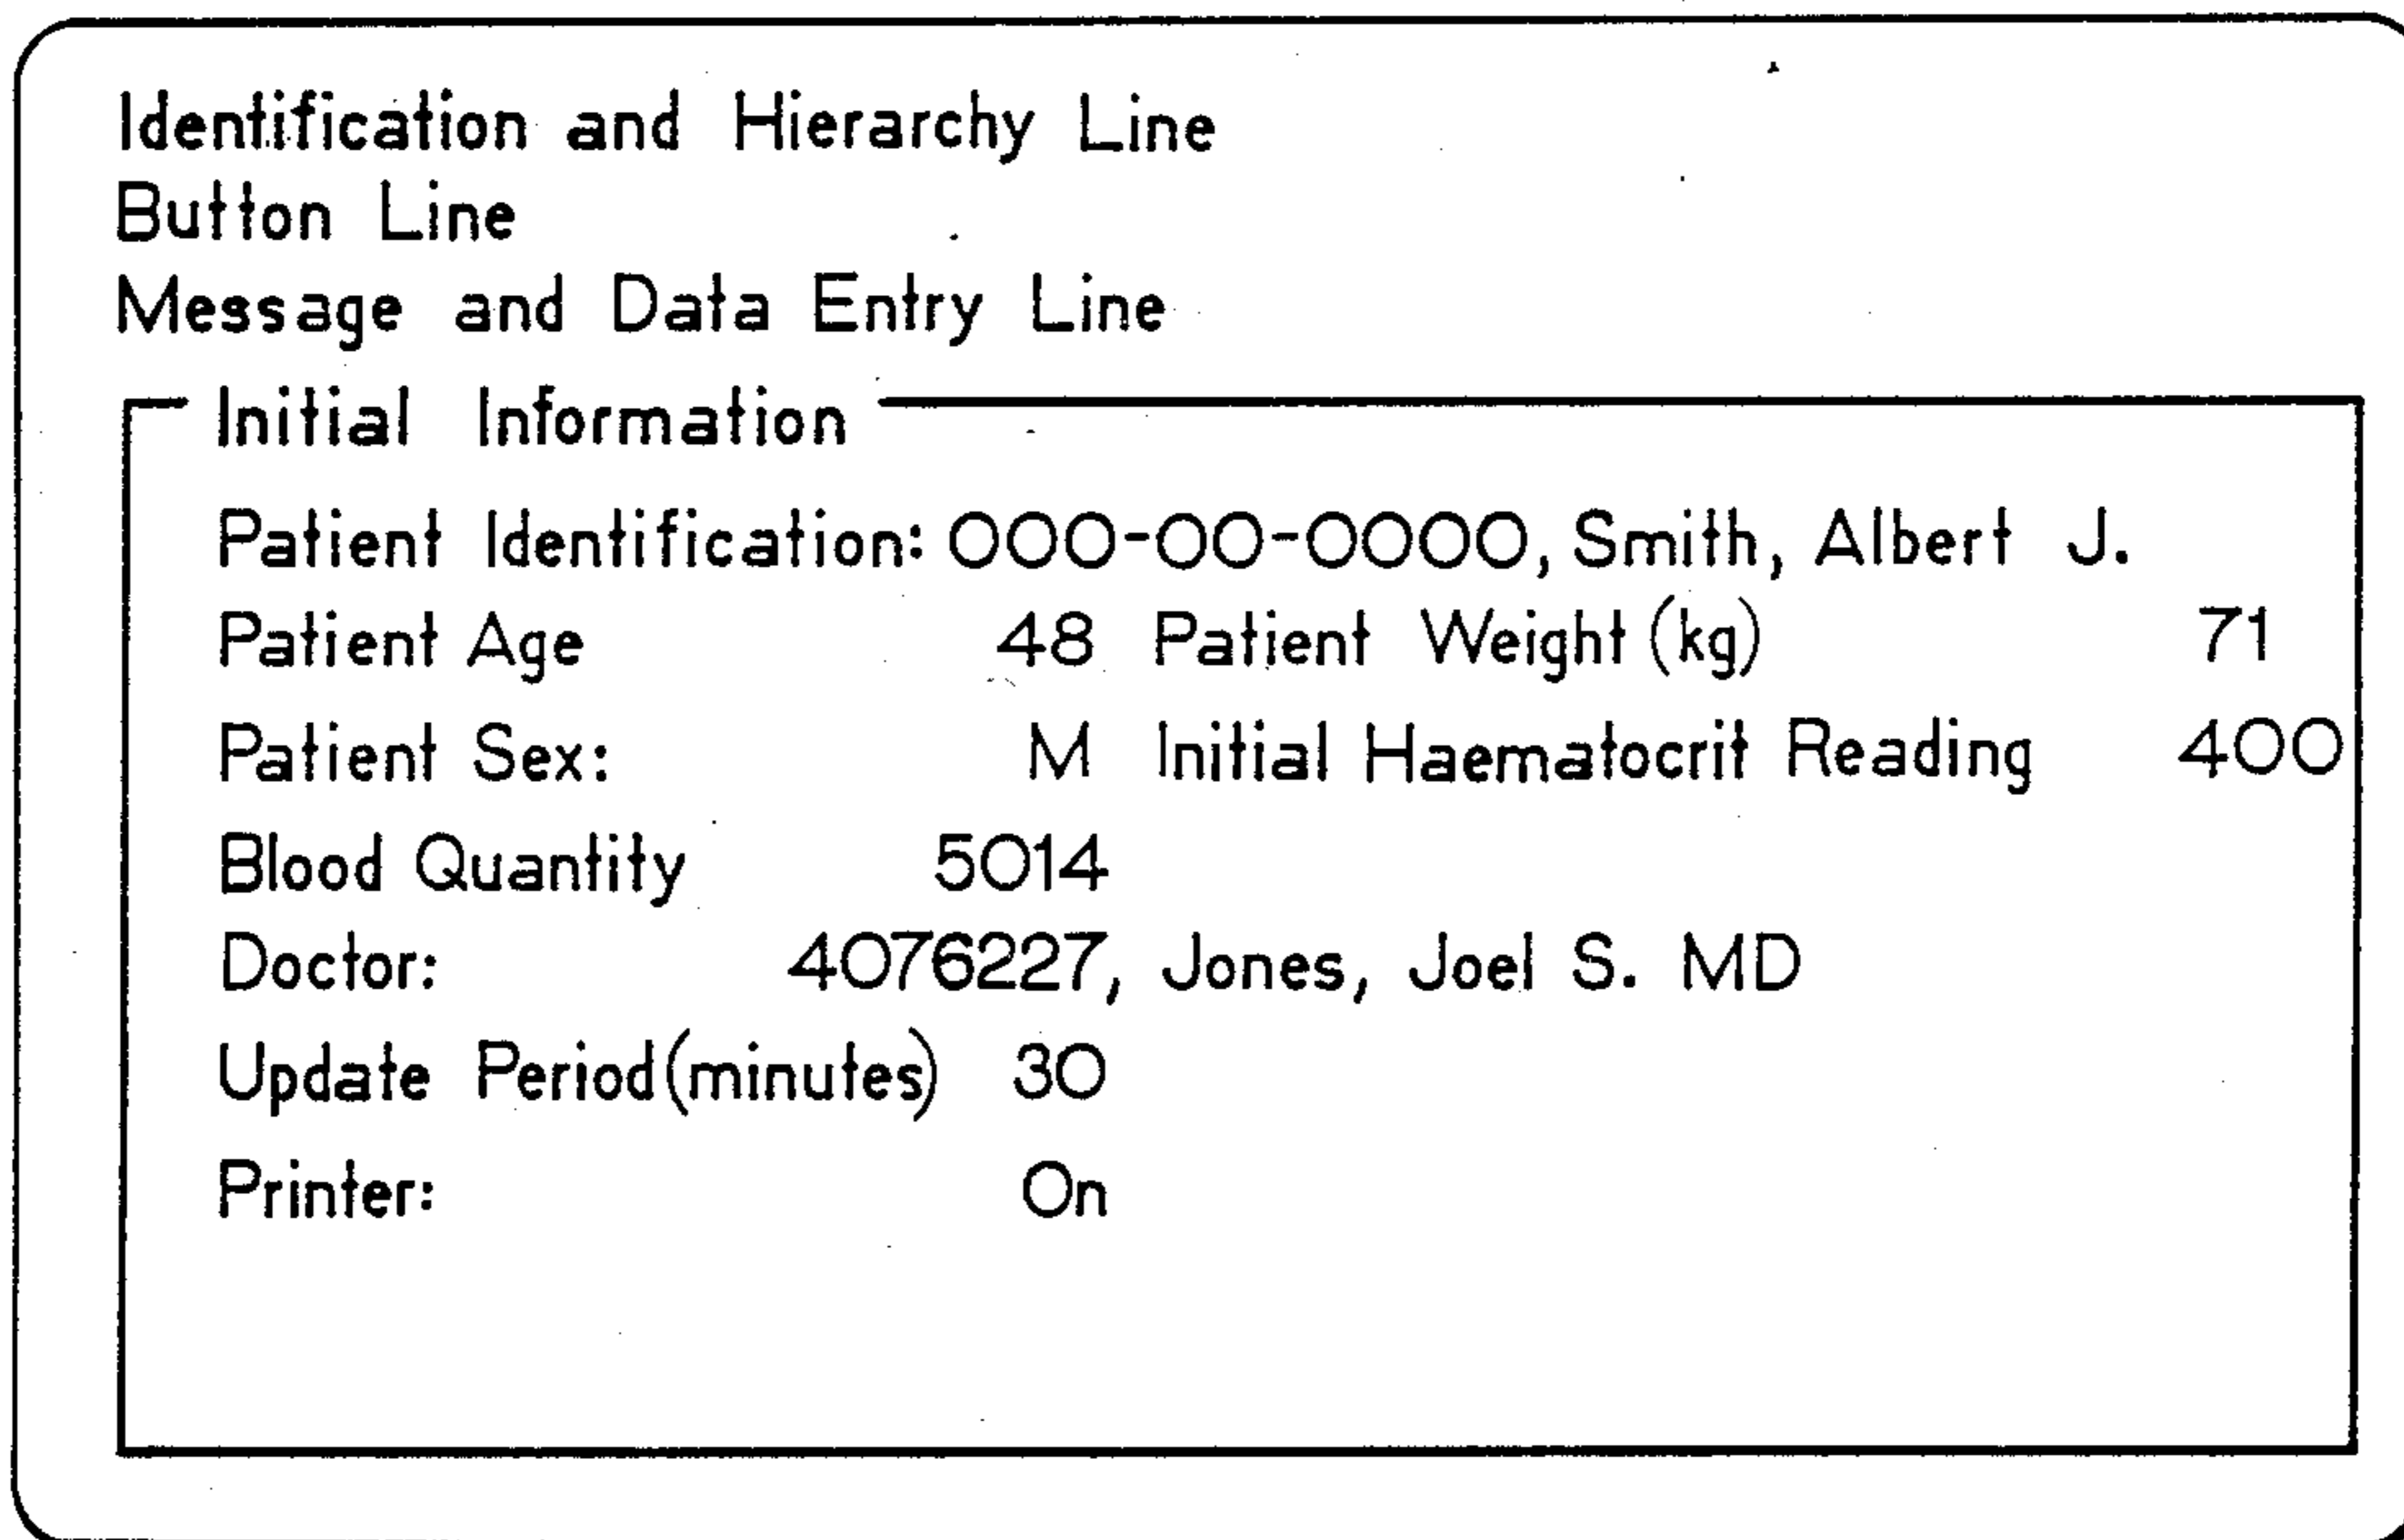 Identification and Hierarchy Line
Button Line
Message and Data Entry Line
Initial Information
Patient Identification: 000-00-0000, Smith, Albert J.
Patient Age 48 Patient Weight (kg) 71
Patient Sex: M Initial Haematocrit Reading 400
Blood Quantity 5014
Doctor: 4076227, Jones, Joel S. MD
Update Period (minutes) 30
Printer: On